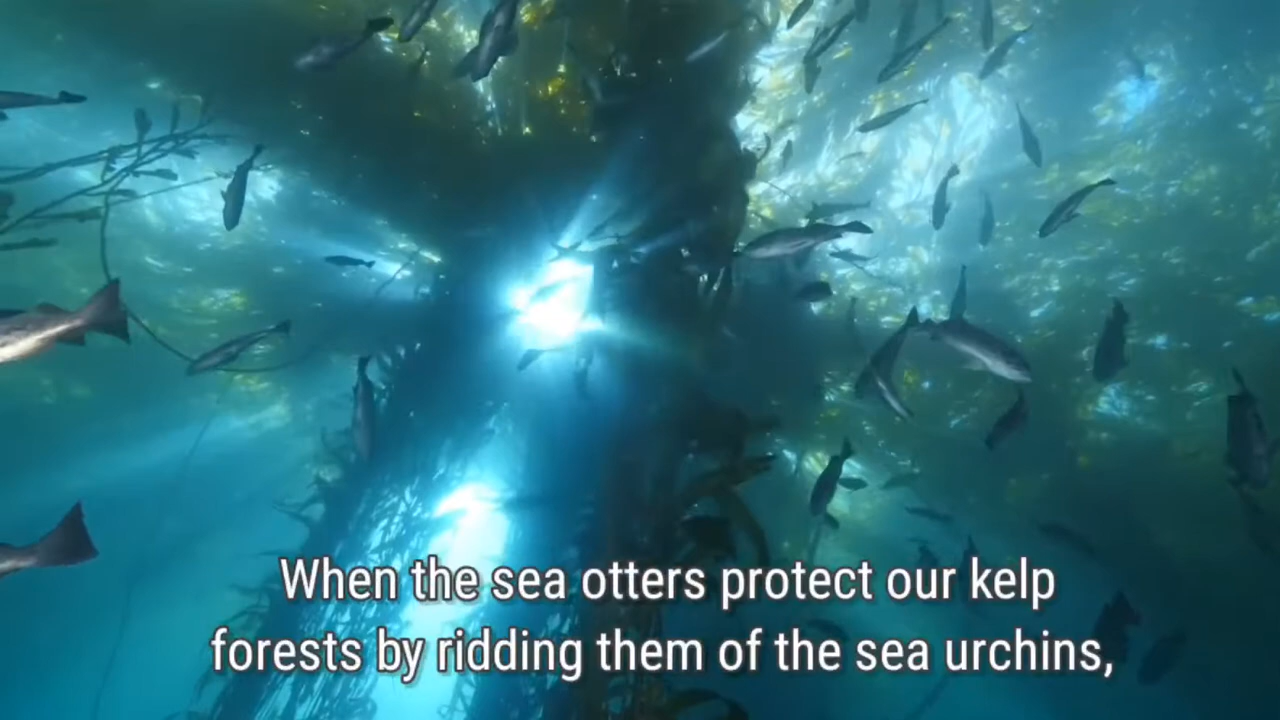 When the sea otters protect our kelp
forests by ridding them of the sea urchins,